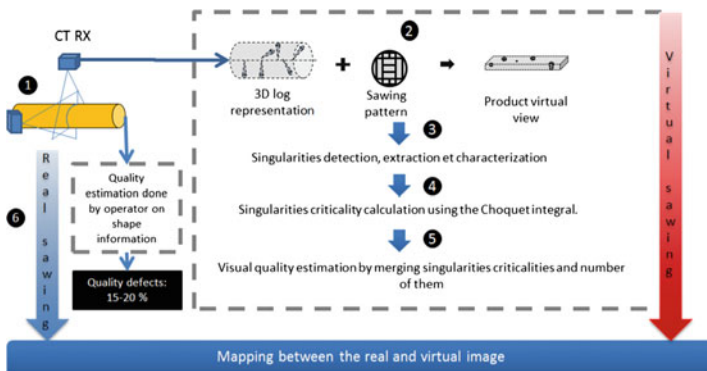 CT RX
1
2
3D log
representation
Sawing
pattern
Product virtual
view
3
Singularities detection, extraction et characterization
4
Singularities criticality calculation using the Choquet integral.
5
Visual quality estimation by merging singularities criticalities and number
of them
Quality
estimation done
by operator on
shape
information
Quality defects:
15-20 %
6
Real sawing
Virtual sawing
Mapping between the real and virtual image